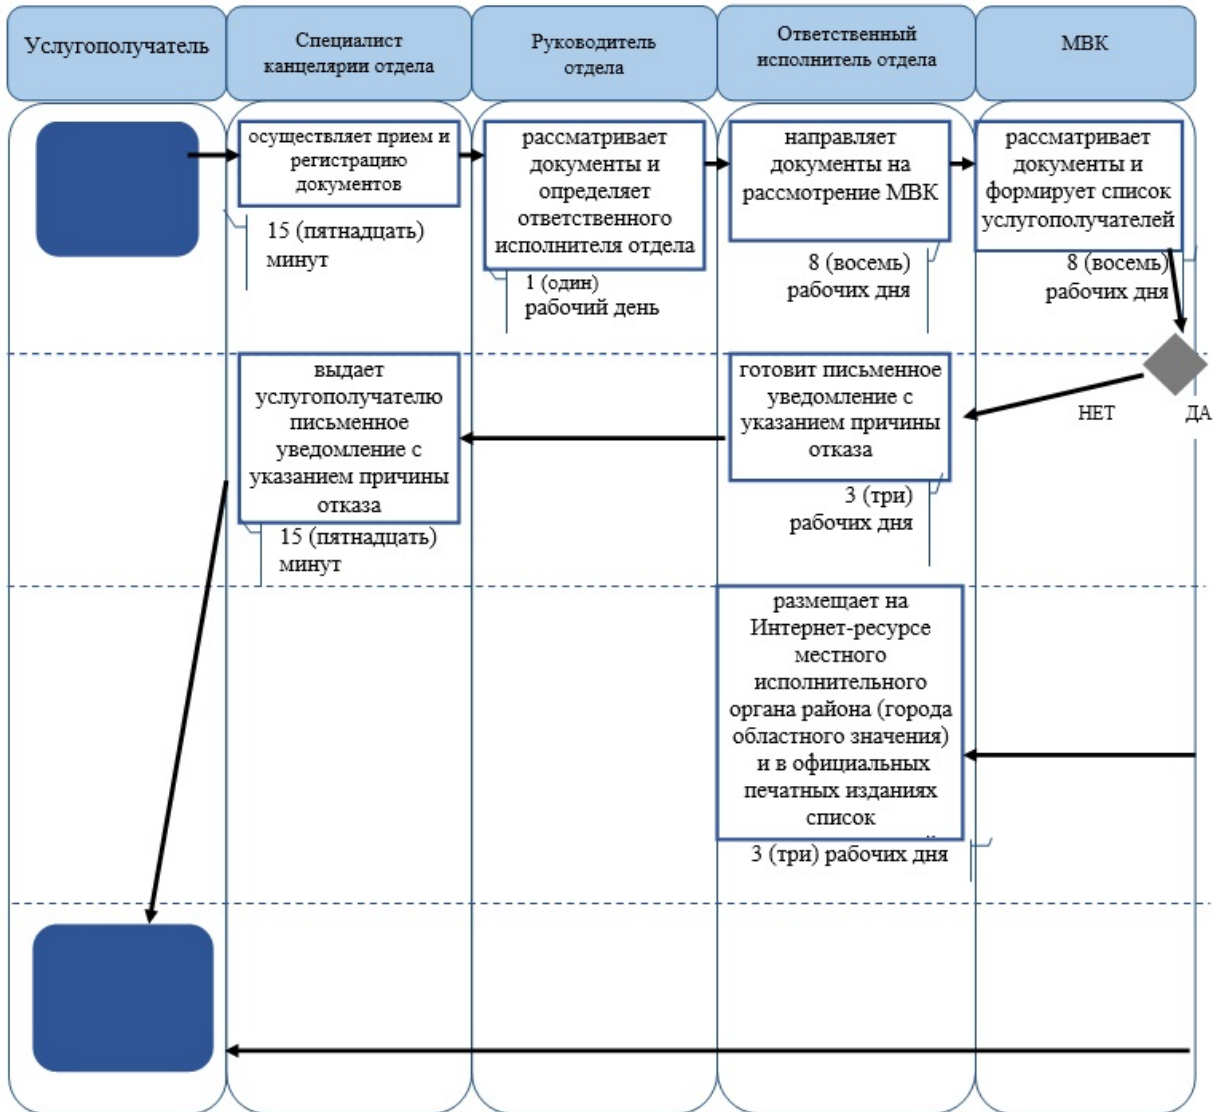 Услугополучатель
Специалист
канцелярии отдела
Руководитель
отдела
Ответственный
исполнитель отдела
МВК
осуществляет прием и
регистрацию
документов
15 (пятнадцать)
минут
рассматривает
документы и
определяет
ответственного
исполнителя отдела
1 (один)
рабочий день
направляет
документы на
рассмотрение МВК
8 (восемь)
рабочих дня
рассматривает
документы и
формирует список
услугополучателей
8 (восемь)
рабочих дня
выдает
услугополучателю
письменное
уведомление с
указанием причины
отказа
15 (пятнадцать)
минут
готовит письменное
уведомление с
указанием причины
отказа
3 (три)
рабочих дня
НЕТ
ДА
размещает на
Интернет-ресурсе
местного
исполнительного
органа района (города
областного значения)
и в официальных
печатных изданиях
список
3 (три) рабочих дня